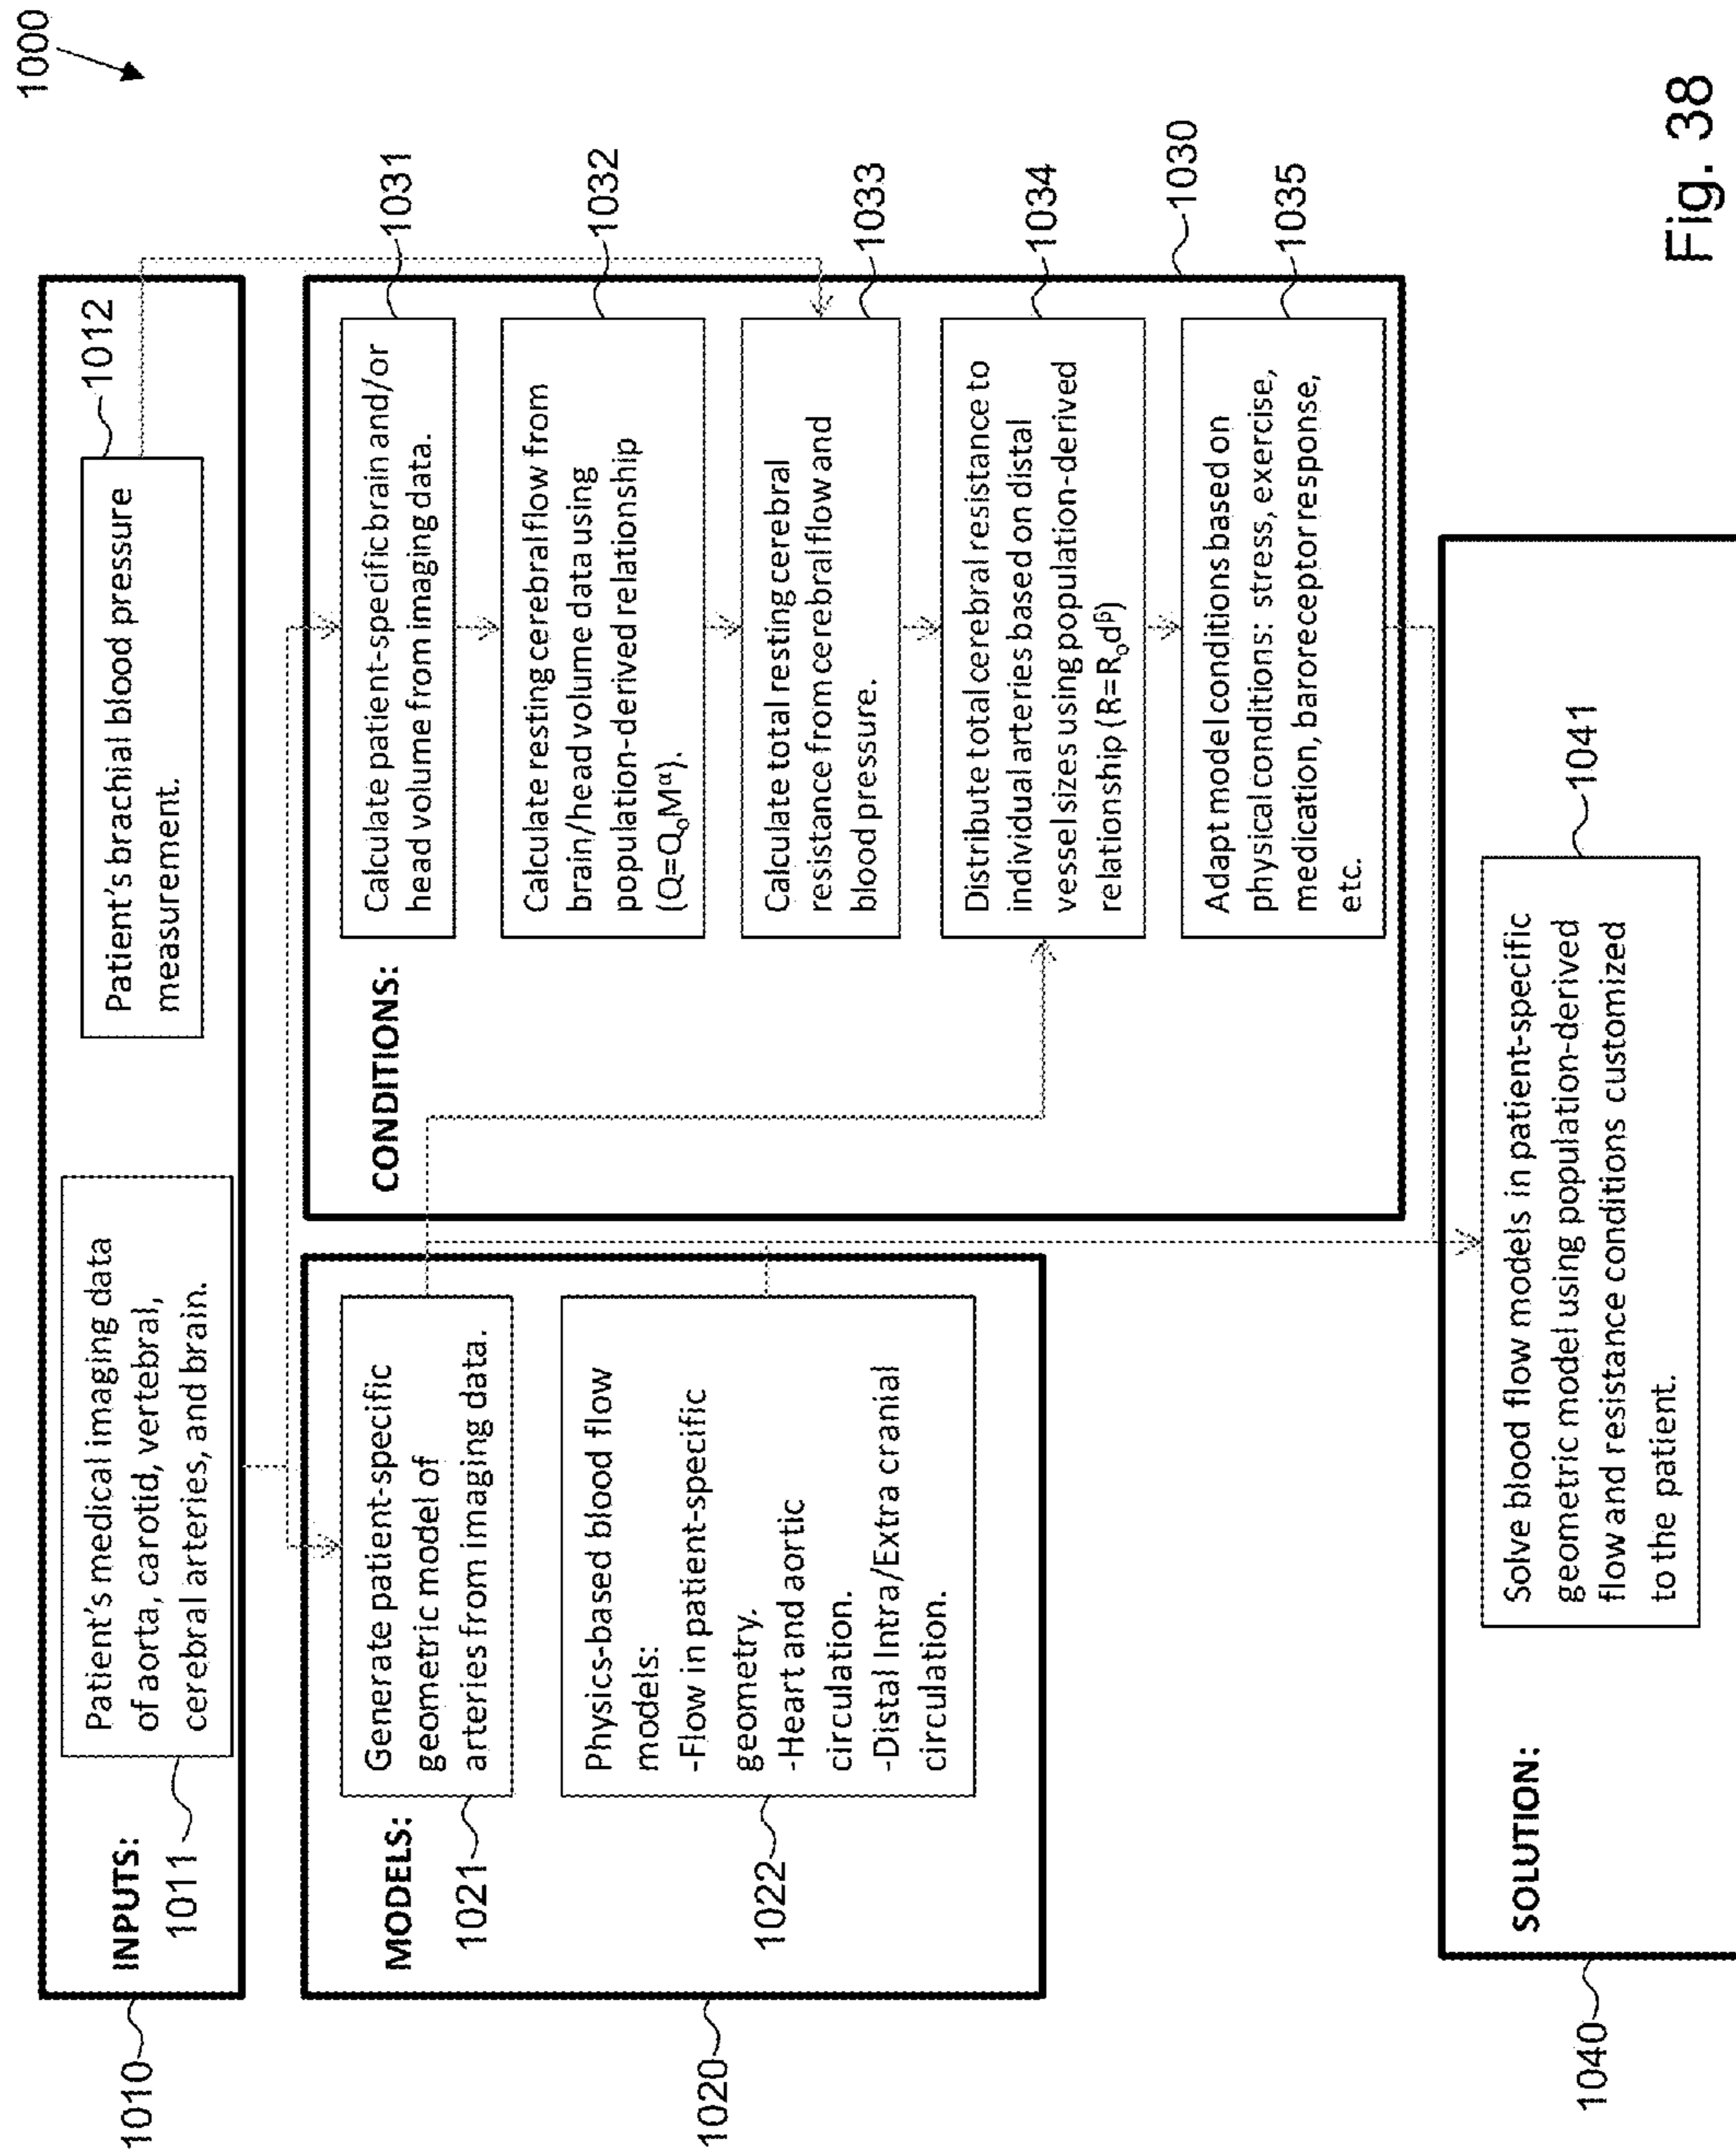 1000
1010
INPUTS:
1011
Patient's medical imaging data
of aorta, carotid, vertebral,
cerebral arteries, and brain.
1012
Patient's brachial blood pressure
measurement.
1020
MODELS:
1021
Generate patient-specific
geometric model of
arteries from imaging data.
1022
Physics-based blood flow
models:
-Flow in patient-specific
geometry.
-Heart and aortic
circulation.
-Distal Intra/Extra cranial
circulation.
CONDITIONS:
Calculate patient-specific brain and/or
head volume from imaging data.
1031
Calculate resting cerebral flow from
brain/head volume data using
population-derived relationship
(Q=QₒM^α).
1032
Calculate total resting cerebral
resistance from cerebral flow and
blood pressure.
1033
Distribute total cerebral resistance to
individual arteries based on distal
vessel sizes using population-derived
relationship (R=Rₒd^β)
1034
1030
Adapt model conditions based on
physical conditions: stress, exercise,
medication, baroreceptor response,
etc.
1035
1040
SOLUTION:
Solve blood flow models in patient-specific
geometric model using population-derived
flow and resistance conditions customized
to the patient.
1041
Fig. 38